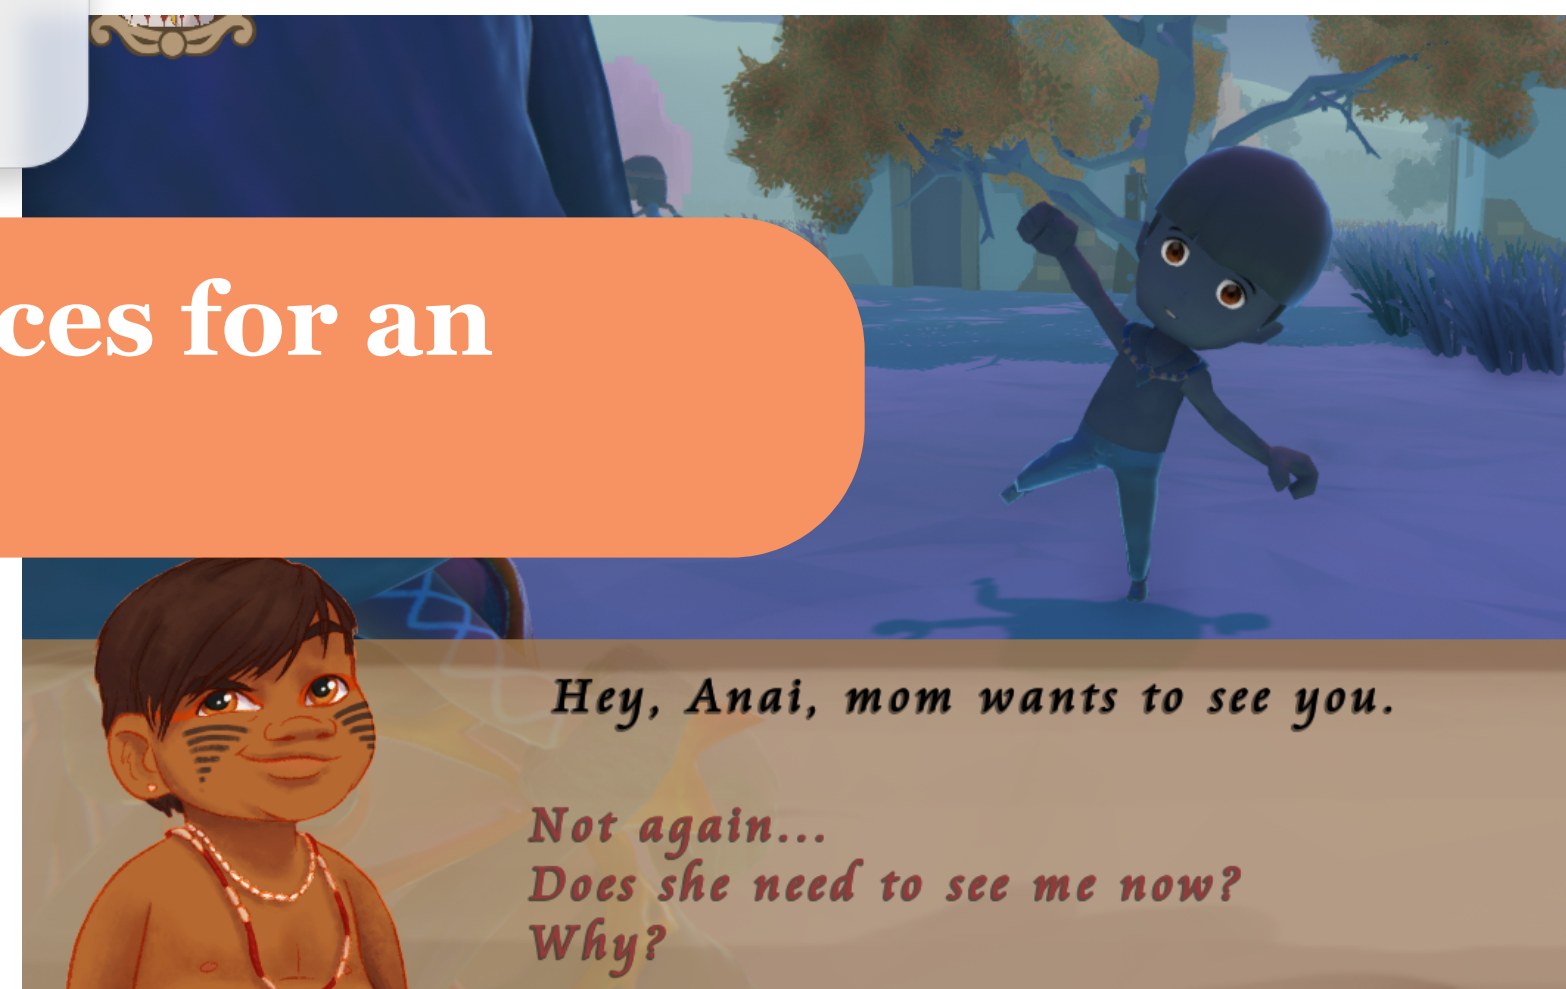 ces for an
Hey, Anai, mom wants to see you.
Not again...
Does she need to see me now?
Why?